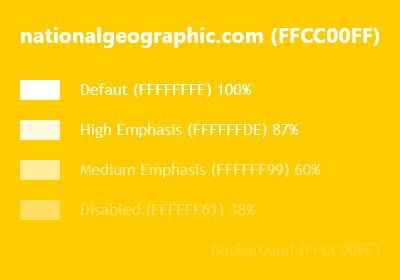 nationalgeographic.com (FFCC00FF)
Defaut (FFFFFFFF) 100%
High Emphasis (FFFFFFDE) 87%
Medium Emphasis (FFFFFF99) 60%
Disabled (FFFFFF61) 38%
Background (FFCC00FF)